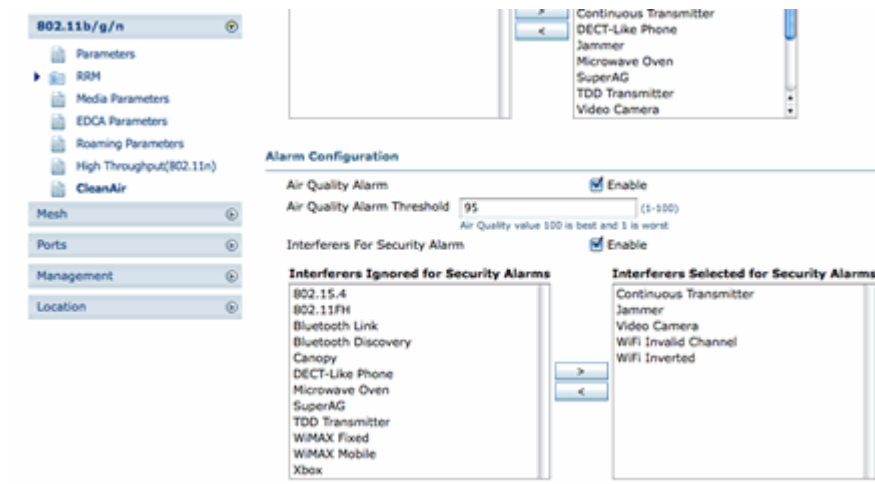 802.11b/g/n
Parameters
RRM
Media Parameters
EDCA Parameters
Roaming Parameters
High Throughput(802.11n)
CleanAir
Mesh
Ports
Management
Location
>
<
Continuous Transmitter
DECT-Like Phone
Jammer
Microwave Oven
SuperAG
TDD Transmitter
Video Camera
Alarm Configuration
Air Quality Alarm Enable
Air Quality Alarm Threshold 95 (1-100)
Air Quality value 100 is best and 1 is worst
Interferers For Security Alarm Enable
Interferers Ignored for Security Alarms
802.15.4
802.11FH
Bluetooth Link
Bluetooth Discovery
Canopy
DECT-Like Phone
Microwave Oven
SuperAG
TDD Transmitter
WiMAX Fixed
WiMAX Mobile
Xbox
>
<
Interferers Selected for Security Alarms
Continuous Transmitter
Jammer
Video Camera
WiFi Invalid Channel
WiFi Inverted